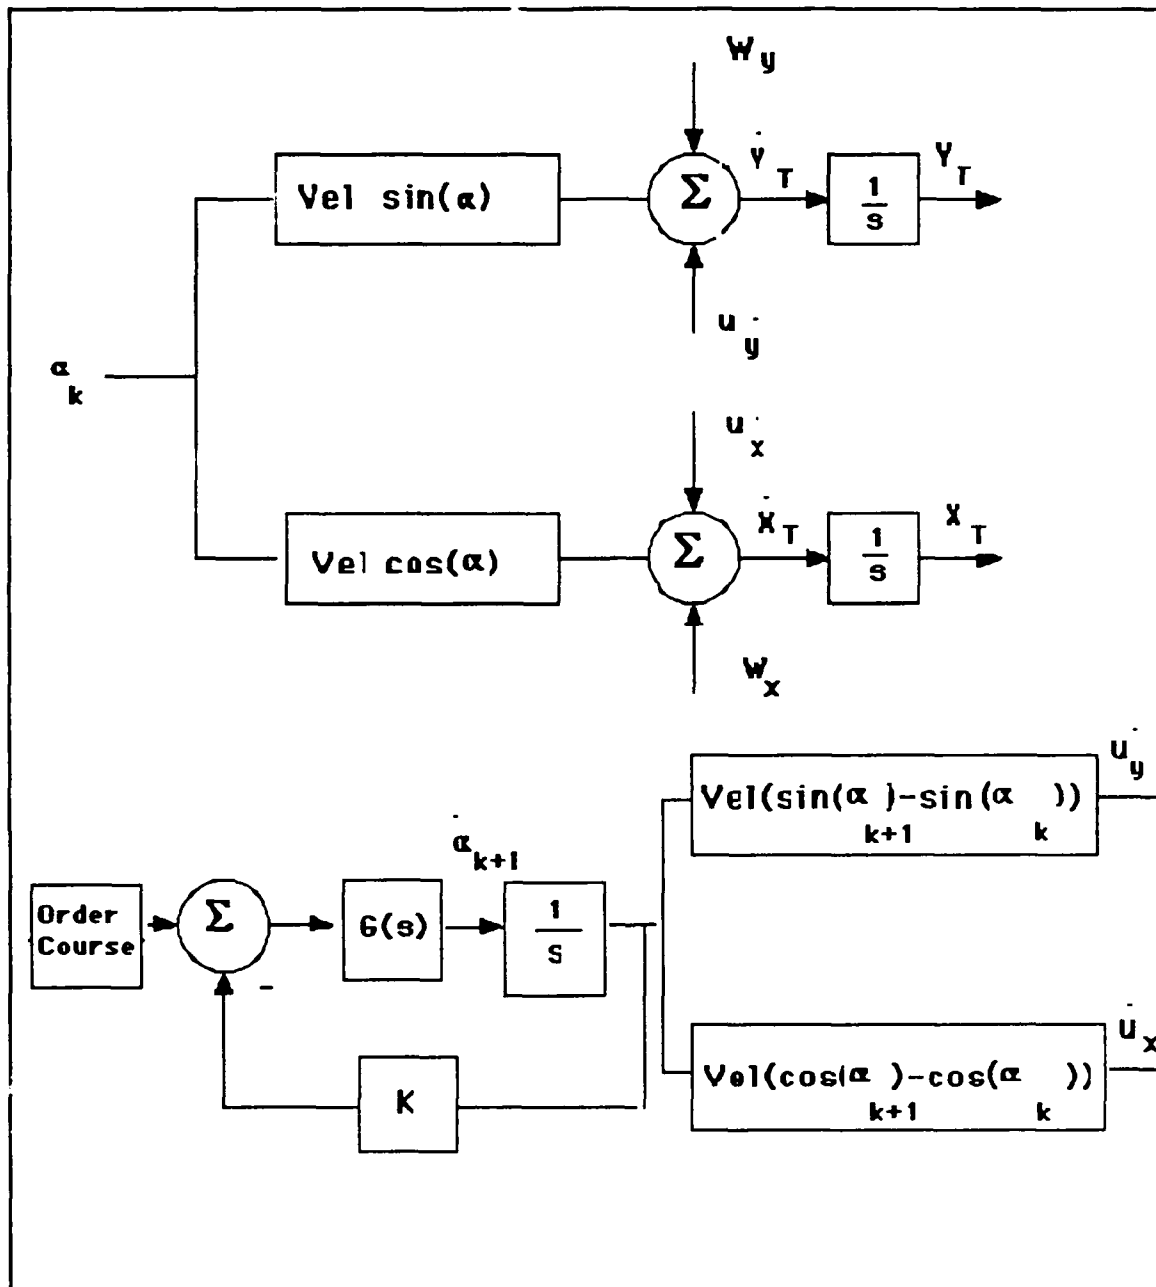 W y
Vel sin(α)
Σ
Ẏ T
1
s
Y T
u ẏ
α k
u ẋ
Vel cos(α)
Σ
Ẋ T
1
s
X T
W x
Vel(sin(α )-sin(α ))
k+1 k
u̇ y
α̇ k+1
Order
Course
Σ
-
G(s)
1
s
K
Vel(cos(α )-cos(α ))
k+1 k
u̇ x